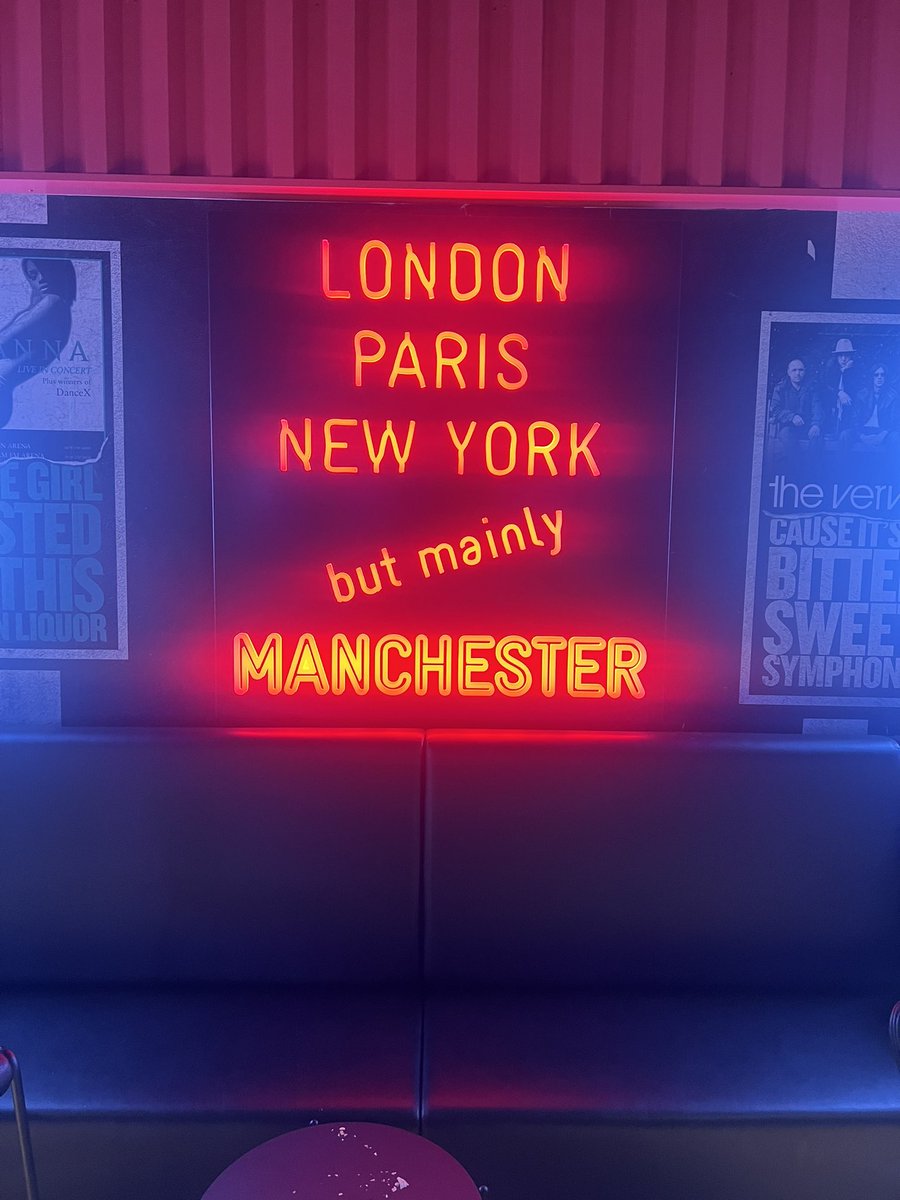 LONDON
PARIS
NEW YORK
but mainly
MANCHESTER
NNA
LIVE IN CONCERT
Plus winners of
DanceX
E GIRL
STED
THIS
N LIQUOR
the verv
CAUSE IT'S
BITTE
SWEE
SYMPHON